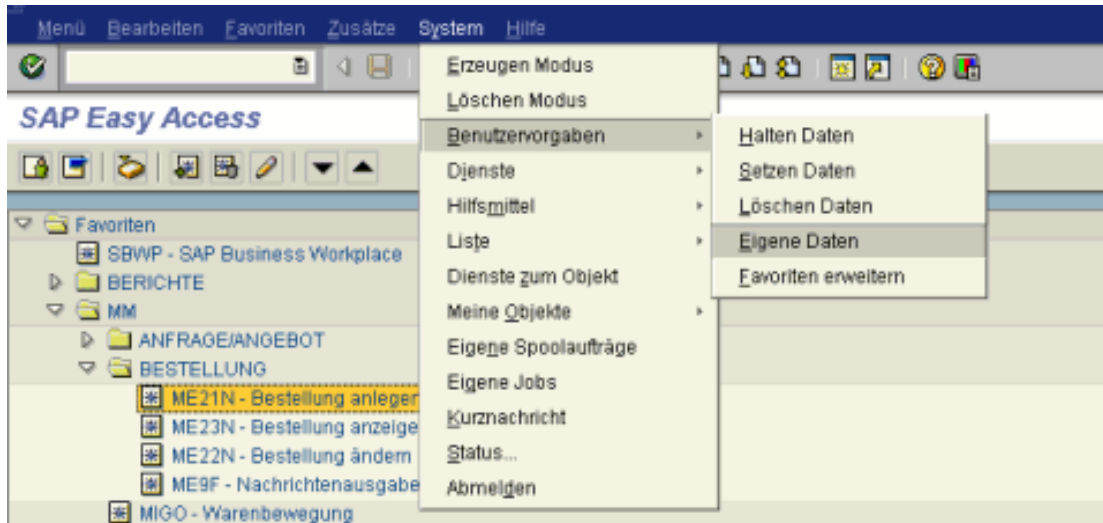 Menü Bearbeiten Favoriten Zusätze System Hilfe
SAP Easy Access
Erzeugen Modus
Löschen Modus
Benutzervorgaben
Dienste
Hilfsmittel
Liste
Dienste zum Objekt
Meine Objekte
Eigene Spoolaufträge
Eigene Jobs
Kurznachricht
Status...
Abmelden
Halten Daten
Setzen Daten
Löschen Daten
Eigene Daten
Favoriten erweitern
Favoriten
SBWP - SAP Business Workplace
BERICHTE
MM
ANFRAGE/ANGEBOT
BESTELLUNG
ME21N - Bestellung anleger
ME23N - Bestellung anzeige
ME22N - Bestellung ändern
ME9F - Nachrichtenausgabe
MIGO - Warenbewegung